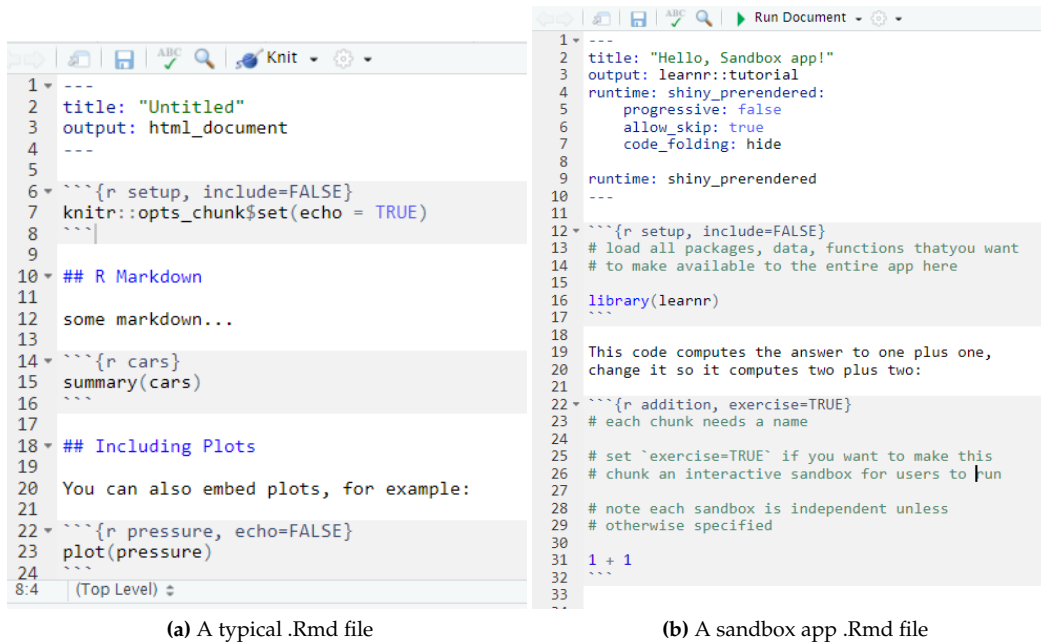 Knit
1 ---
2 title: "Untitled"
3 output: html_document
4 ---
5
6 ```{r setup, include=FALSE}
7 knitr::opts_chunk$set(echo = TRUE)
8 ```
9
10 ## R Markdown
11
12 some markdown...
13
14 ```{r cars}
15 summary(cars)
16 ```
17
18 ## Including Plots
19
20 You can also embed plots, for example:
21
22 ```{r pressure, echo=FALSE}
23 plot(pressure)
24 ```
8:4 (Top Level)
(a) A typical .Rmd file
ABC Run Document
1 ---
2 title: "Hello, Sandbox app!"
3 output: learnr::tutorial
4 runtime: shiny_prerendered:
5 progressive: false
6 allow_skip: true
7 code_folding: hide
8
9 runtime: shiny_prerendered
10 ---
11
12 ```{r setup, include=FALSE}
13 # load all packages, data, functions thatyou want
14 # to make available to the entire app here
15
16 library(learnr)
17 ```
18
19 This code computes the answer to one plus one,
20 change it so it computes two plus two:
21
22 ```{r addition, exercise=TRUE}
23 # each chunk needs a name
24
25 # set `exercise=TRUE` if you want to make this
26 # chunk an interactive sandbox for users to run
27
28 # note each sandbox is independent unless
29 # otherwise specified
30
31 1 + 1
32 ```
33
(b) A sandbox app .Rmd file